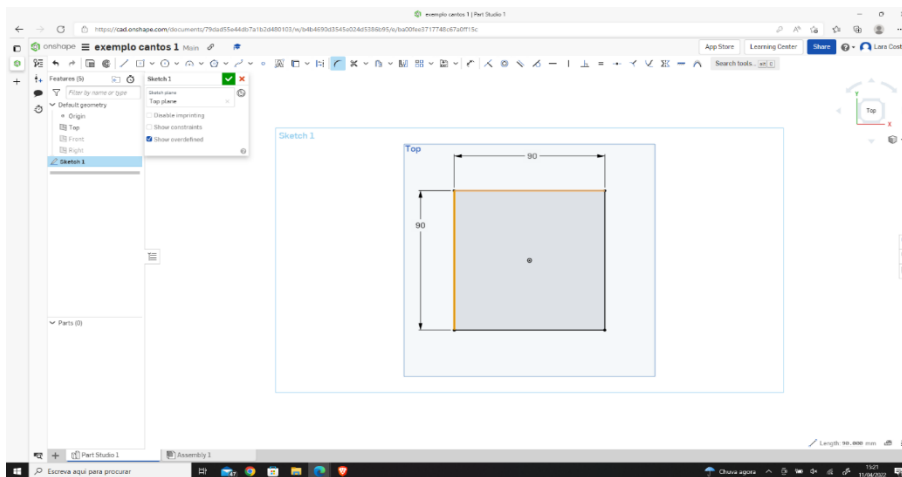 exemplo cantos 1 | Part Studio 1
https://cad.onshape.com/documents/79dad55e44db7a1b2d480103/w/b4b4690d3545e024d5386b95/e/ba00fee3717748c67a0ff15c
onshape exemplo cantos 1 Main
App Store Learning Center Share Lara Cost
Search tools...
Features (5)
Filter by name or type
Default geometry
Origin
Top
Front
Right
Sketch 1
Sketch 1
Sketch plane
Top plane
Disable imprinting
Show constraints
Show overdefined
Sketch 1
Top
90
90
Y
Top
X
Parts (0)
Length: 90.000 mm
Part Studio 1 Assembly 1
Escreva aqui para procurar
Chuva agora
15:21
11/04/2022